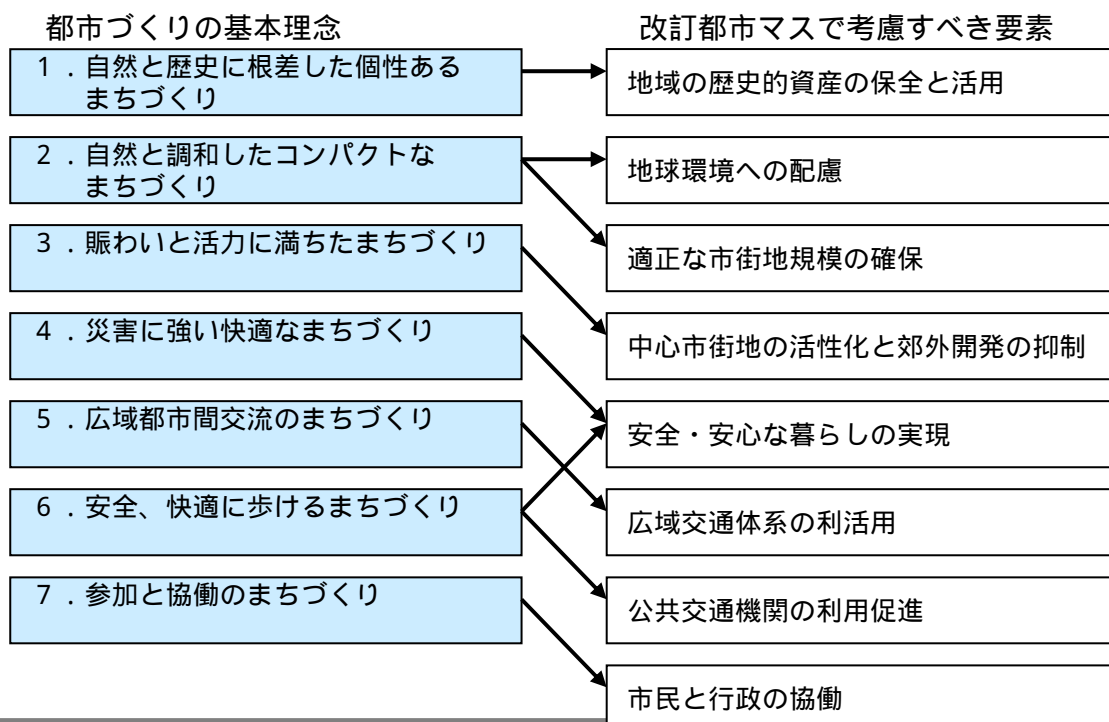 都市づくりの基本理念
1．自然と歴史に根差した個性ある
まちづくり
2．自然と調和したコンパクトな
まちづくり
3．賑わいと活力に満ちたまちづくり
4．災害に強い快適なまちづくり
5．広域都市間交流のまちづくり
6．安全、快適に歩けるまちづくり
7．参加と協働のまちづくり
改訂都市マスで考慮すべき要素
地域の歴史的資産の保全と活用
地球環境への配慮
適正な市街地規模の確保
中心市街地の活性化と郊外開発の抑制
安全・安心な暮らしの実現
広域交通体系の利活用
公共交通機関の利用促進
市民と行政の協働